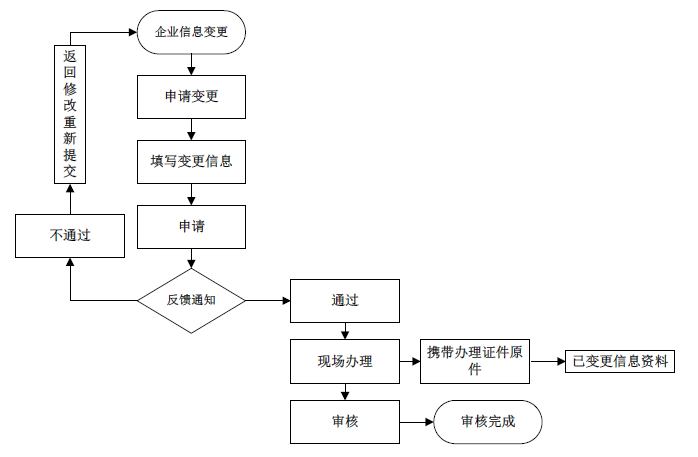 企业信息变更
返回修改重新提交
申请变更
填写变更信息
申请
不通过
反馈通知
通过
现场办理
携带办理证件原
件
已变更信息资料
审核
审核完成